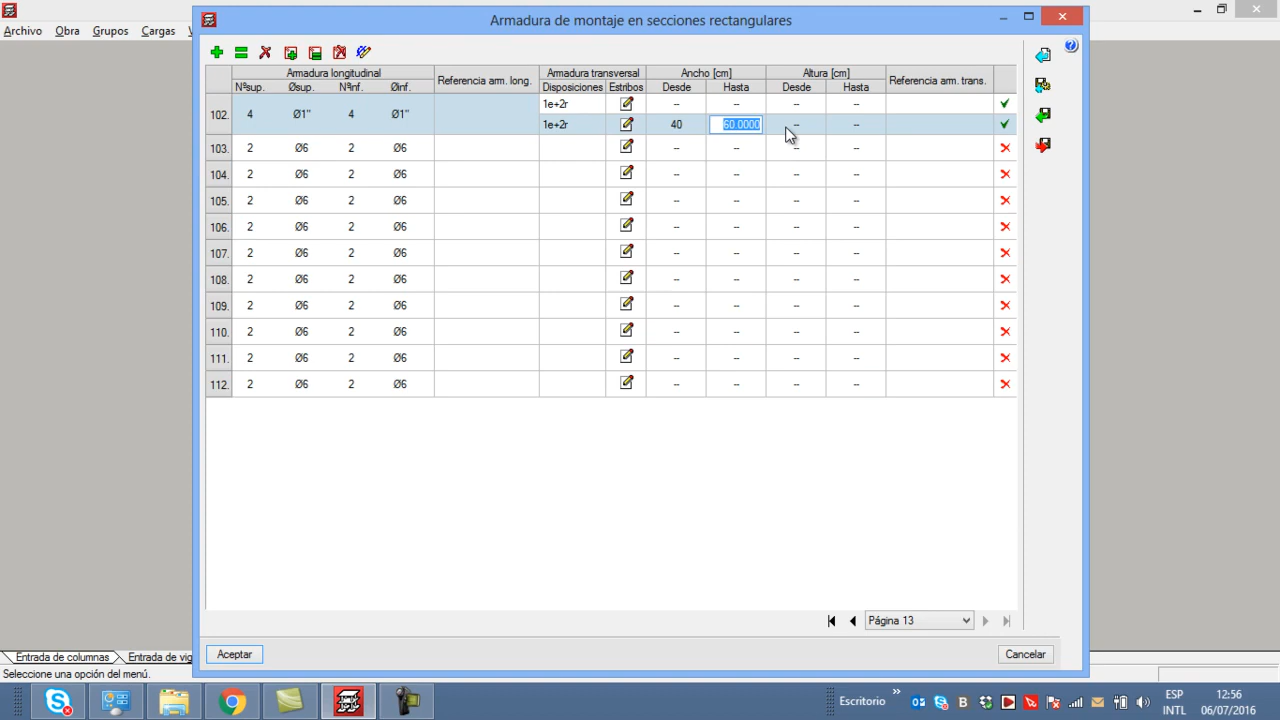 Armadura de montaje en secciones rectangulares
Archivo Obra Grupos Cargas
Armadura longitudinal Referencia arm. long. Armadura transversal Ancho [cm] Altura [cm] Referencia arm. trans.
Nºsup. Øsup. Nºinf. Øinf. Disposiciones Estribos Desde Hasta Desde Hasta
102. 4 Ø1" 4 Ø1" 1e+2r -- -- -- --
1e+2r 40 60.0000 -- --
103. 2 Ø6 2 Ø6 -- -- -- --
104. 2 Ø6 2 Ø6 -- -- -- --
105. 2 Ø6 2 Ø6 -- -- -- --
106. 2 Ø6 2 Ø6 -- -- -- --
107. 2 Ø6 2 Ø6 -- -- -- --
108. 2 Ø6 2 Ø6 -- -- -- --
109. 2 Ø6 2 Ø6 -- -- -- --
110. 2 Ø6 2 Ø6 -- -- -- --
111. 2 Ø6 2 Ø6 -- -- -- --
112. 2 Ø6 2 Ø6 -- -- -- --
Página 13
Aceptar Cancelar
Entrada de columnas Entrada de vig
Seleccione una opción del menú.
Escritorio ESP 12:56
INTL 06/07/2016